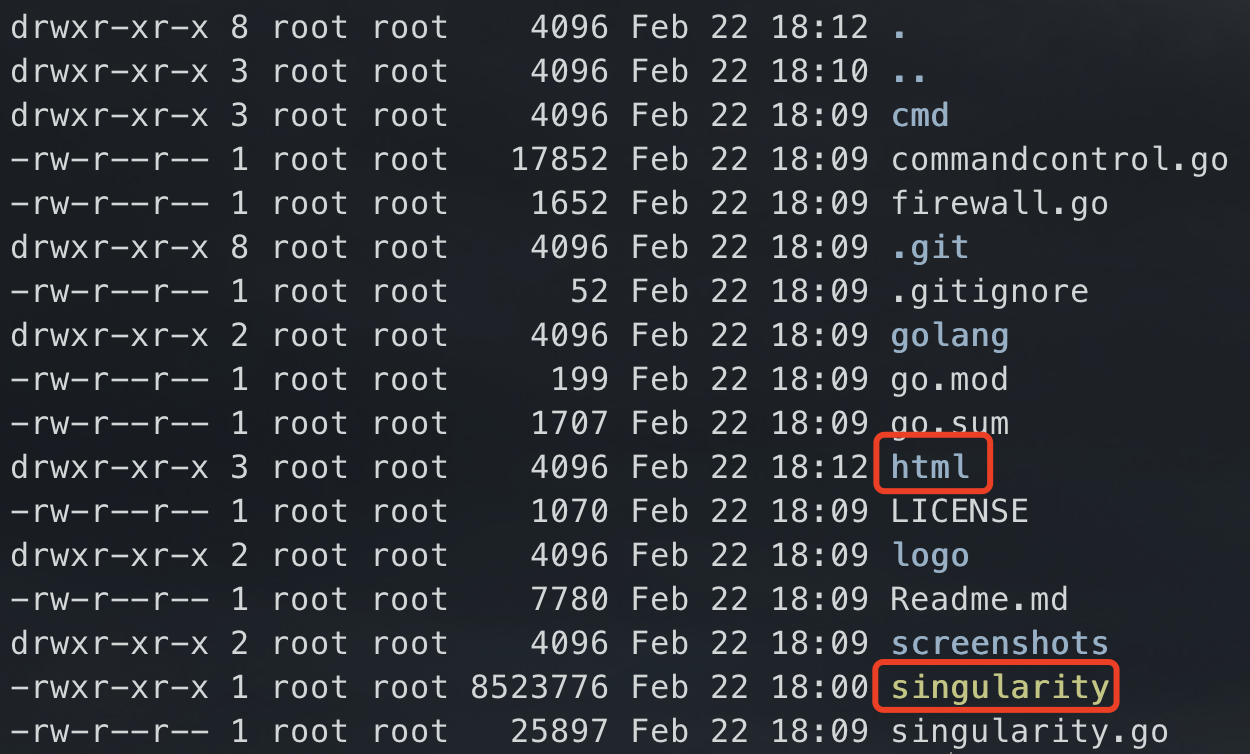 drwxr-xr-x 8 root root    4096 Feb 22 18:12 .
drwxr-xr-x 3 root root    4096 Feb 22 18:10 ..
drwxr-xr-x 3 root root    4096 Feb 22 18:09 cmd
-rw-r--r-- 1 root root   17852 Feb 22 18:09 commandcontrol.go
-rw-r--r-- 1 root root    1652 Feb 22 18:09 firewall.go
drwxr-xr-x 8 root root    4096 Feb 22 18:09 .git
-rw-r--r-- 1 root root      52 Feb 22 18:09 .gitignore
drwxr-xr-x 2 root root    4096 Feb 22 18:09 golang
-rw-r--r-- 1 root root     199 Feb 22 18:09 go.mod
-rw-r--r-- 1 root root    1707 Feb 22 18:09 go.sum
drwxr-xr-x 3 root root    4096 Feb 22 18:12 html
-rw-r--r-- 1 root root    1070 Feb 22 18:09 LICENSE
drwxr-xr-x 2 root root    4096 Feb 22 18:09 logo
-rw-r--r-- 1 root root    7780 Feb 22 18:09 Readme.md
drwxr-xr-x 2 root root    4096 Feb 22 18:09 screenshots
-rwxr-xr-x 1 root root 8523776 Feb 22 18:00 singularity
-rw-r--r-- 1 root root   25897 Feb 22 18:09 singularity.go